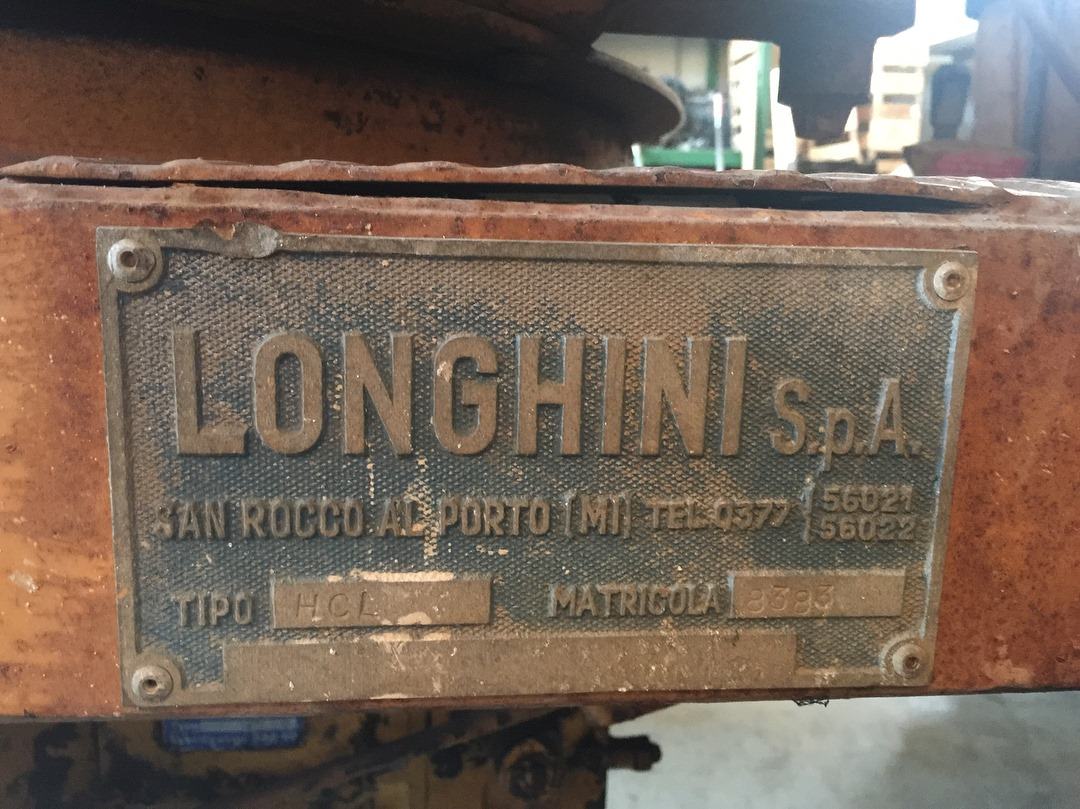 LONGHINI S.p.A.
SAN ROCCO AL PORTO (MI) TEL. 0377 { 56021
56022
TIPO HCL MATRICOLA 8383